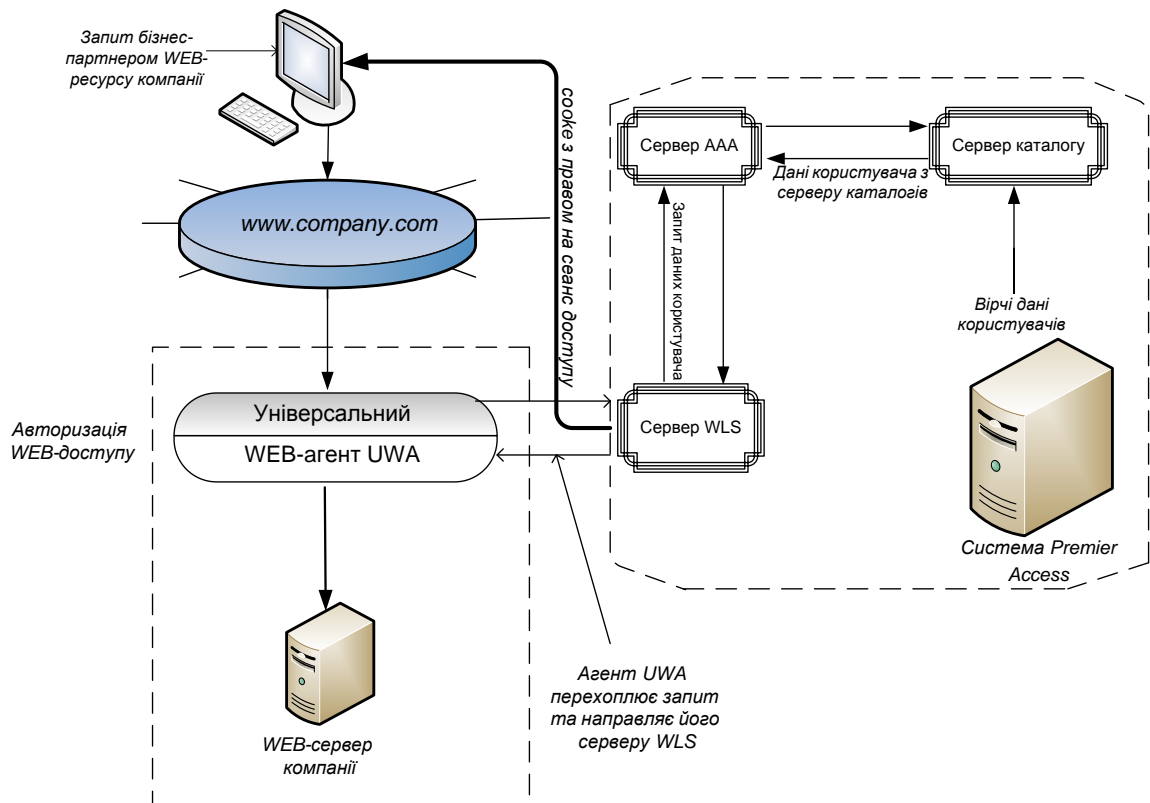 Запит бізнес-
партнером WEB-
ресурсу компанії
www.company.com
cooke з правом на сеанс доступу
Сервер ААА
Сервер каталогу
Дані користувача з
серверу каталогів
Запит даних користувача
Вірчі дані
користувачів
Сервер WLS
Система Premier
Access
Авторизація
WEB-доступу
Універсальний
WEB-агент UWA
Агент UWA
перехоплює запит
та направляє його
серверу WLS
WEB-сервер
компанії